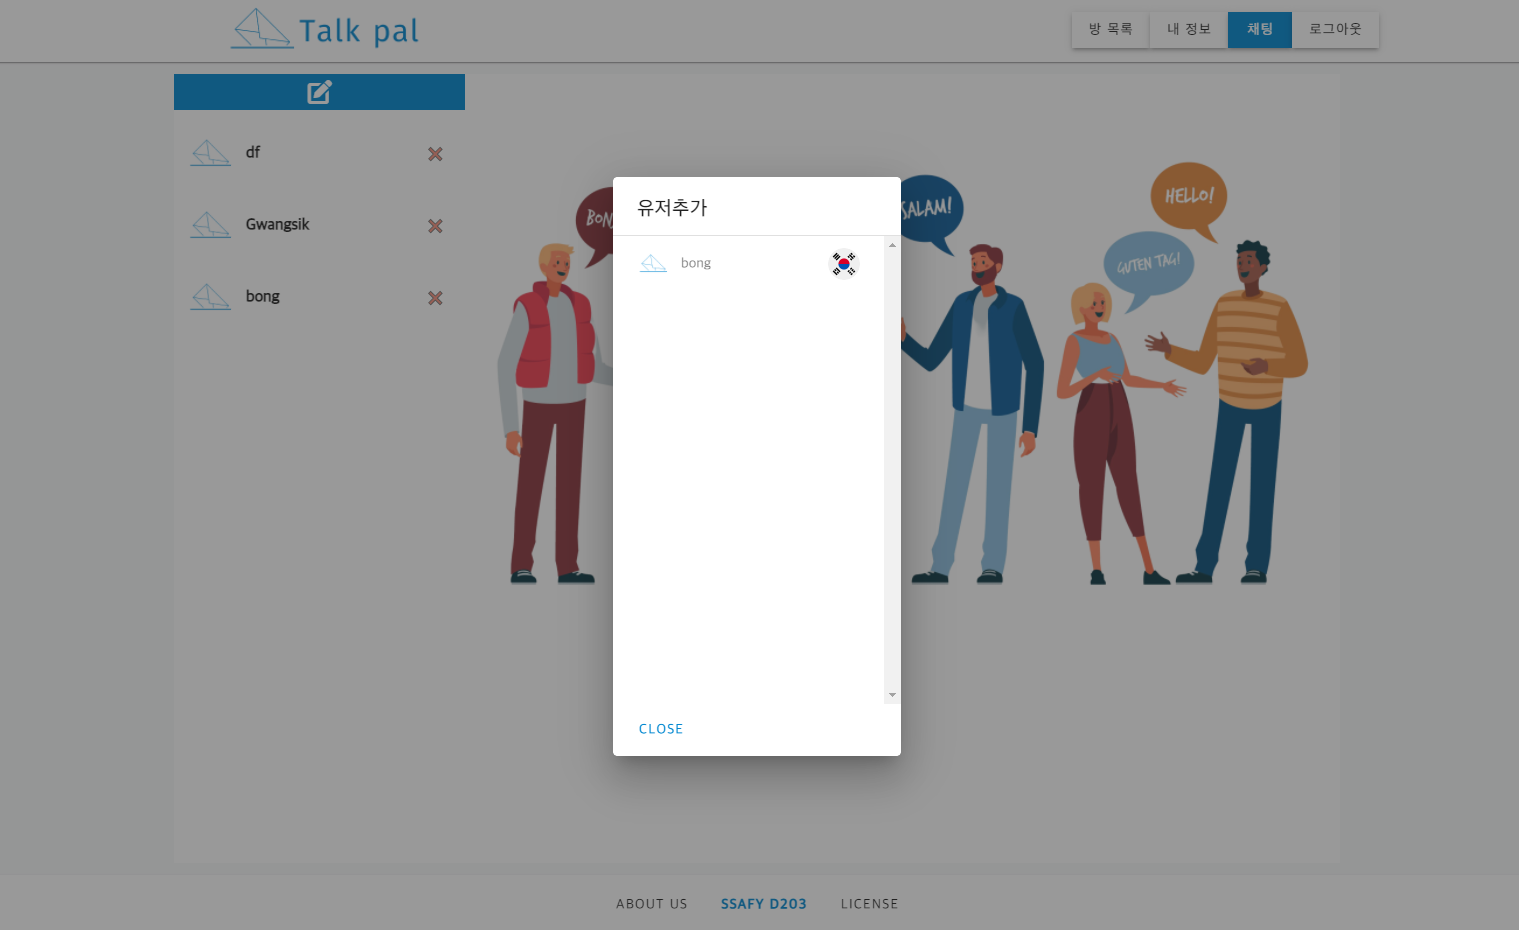 Talk pal
방 목록
내 정보
채팅
로그아웃
df
Gwangsik
bong
유저추가
bong
CLOSE
SALAM!
GUTEN TAG!
HELLO!
ABOUT US
SSAFY D203
LICENSE